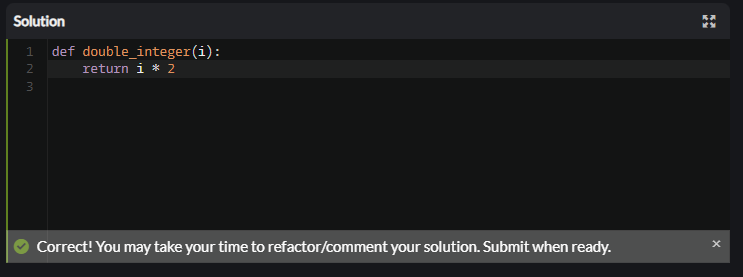 Solution
1 def double_integer(i):
2     return i * 2
3
Correct! You may take your time to refactor/comment your solution. Submit when ready. ×